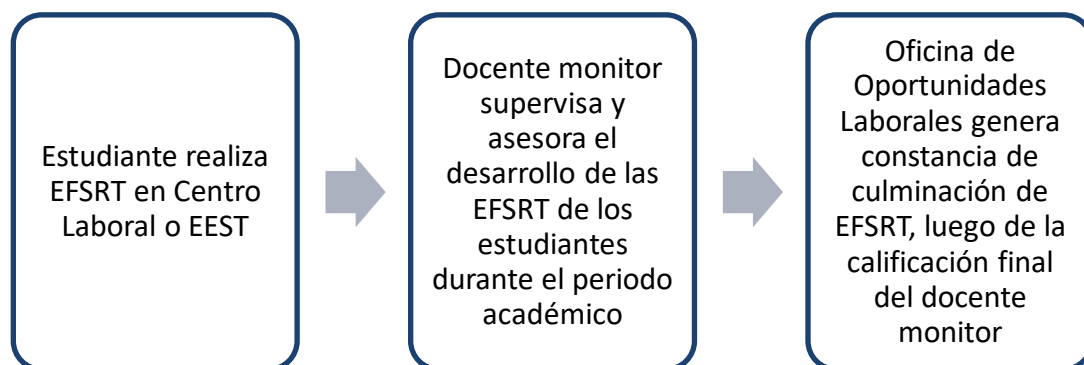 Estudiante realiza
EFSRT en Centro
Laboral o EEST
Docente monitor
supervisa y
asesora el
desarrollo de las
EFSRT de los
estudiantes
durante el periodo
académico
Oficina de
Oportunidades
Laborales genera
constancia de
culminación de
EFSRT, luego de la
calificación final
del docente
monitor